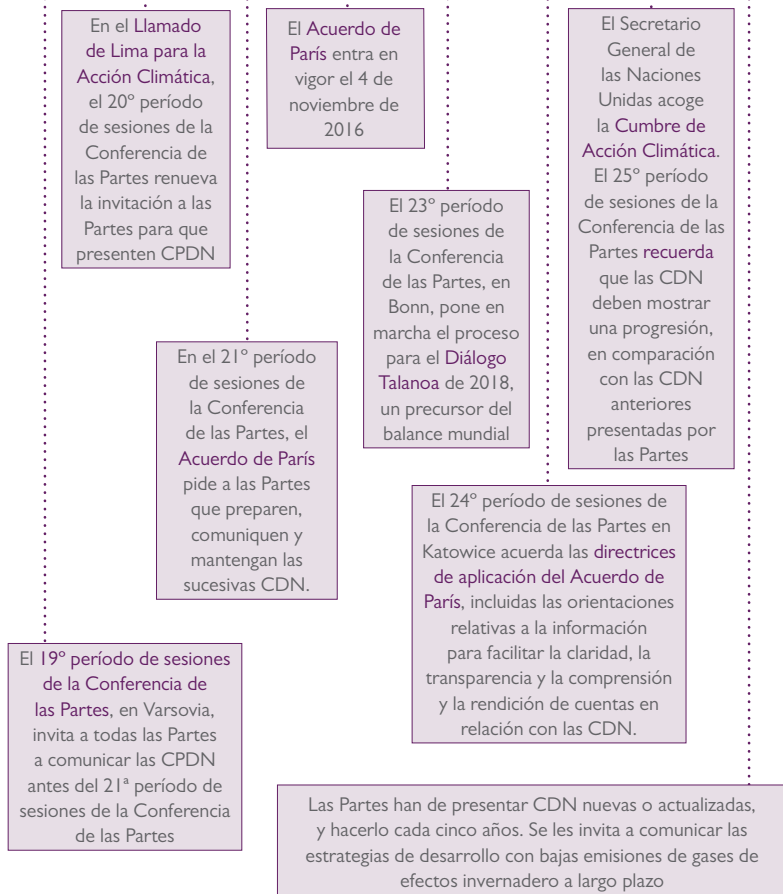 En el Llamado
de Lima para la
Acción Climática,
el 20º período
de sesiones de la
Conferencia de
las Partes renueva
la invitación a las
Partes para que
presenten CPDN
El Acuerdo de
París entra en
vigor el 4 de
noviembre de
2016
El Secretario
General de
las Naciones
Unidas acoge
la Cumbre de
Acción Climática.
El 25º período
de sesiones de la
Conferencia de las
Partes recuerda
que las CDN
deben mostrar
una progresión,
en comparación
con las CDN
anteriores
presentadas por
las Partes
El 23º período
de sesiones de
la Conferencia
de las Partes, en
Bonn, pone en
marcha el proceso
para el Diálogo
Talanoa de 2018,
un precursor del
balance mundial
En el 21º período
de sesiones de
la Conferencia
de las Partes, el
Acuerdo de París
pide a las Partes
que preparen,
comuniquen y
mantengan las
sucesivas CDN.
El 24º período de sesiones de
la Conferencia de las Partes en
Katowice acuerda las directrices
de aplicación del Acuerdo de
París, incluidas las orientaciones
relativas a la información
para facilitar la claridad, la
transparencia y la comprensión
y la rendición de cuentas en
relación con las CDN.
El 19º período de sesiones
de la Conferencia de
las Partes, en Varsovia,
invita a todas las Partes
a comunicar las CPDN
antes del 21ª período de
sesiones de la Conferencia
de las Partes
Las Partes han de presentar CDN nuevas o actualizadas,
y hacerlo cada cinco años. Se les invita a comunicar las
estrategias de desarrollo con bajas emisiones de gases de
efectos invernadero a largo plazo